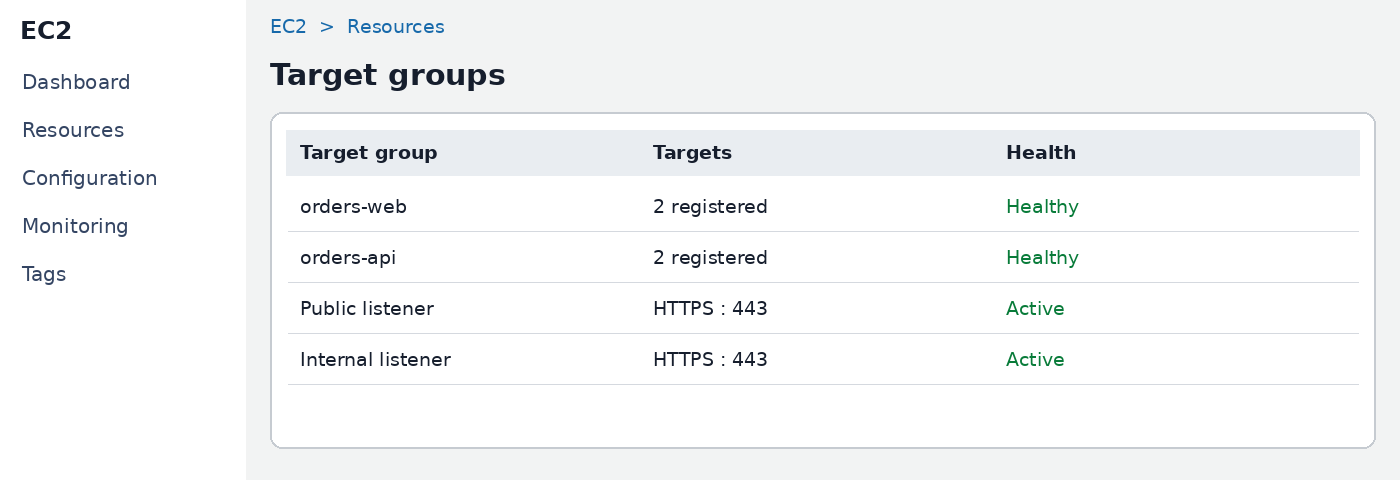 EC2
Dashboard
Resources
Configuration
Monitoring
Tags
EC2 > Resources
Target groups
Target group Targets Health
orders-web 2 registered Healthy
orders-api 2 registered Healthy
Public listener HTTPS : 443 Active
Internal listener HTTPS : 443 Active